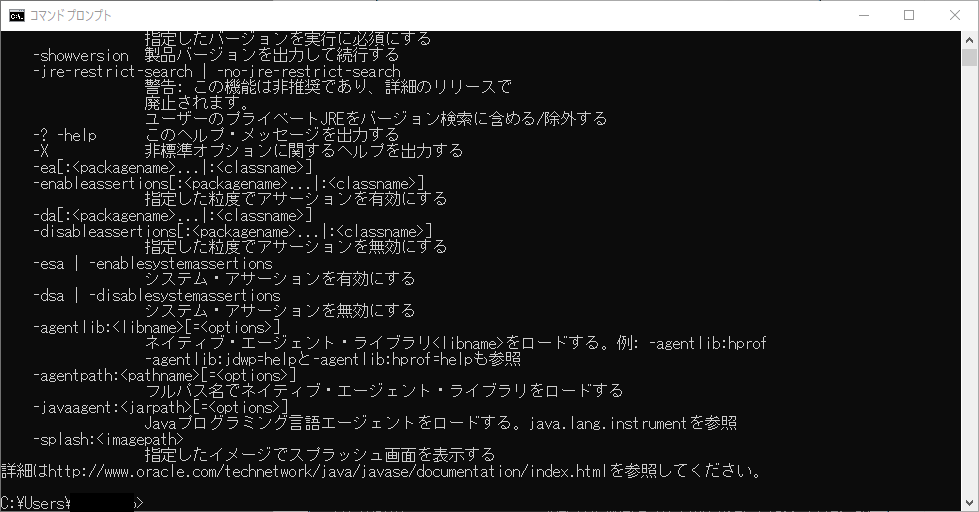 コマンドプロンプト
指定したバージョンを実行に必須にする
-showversion 製品バージョンを出力して続行する
-jre-restrict-search | -no-jre-restrict-search
警告: この機能は非推奨であり、詳細のリリースで
廃止されます。
ユーザーのプライベートJREをバージョン検索に含める/除外する
-? -help このヘルプ・メッセージを出力する
-X 非標準オプションに関するヘルプを出力する
-ea[:<packagename>...|:<classname>]
-enableassertions[:<packagename>...|:<classname>]
指定した粒度でアサーションを有効にする
-da[:<packagename>...|:<classname>]
-disableassertions[:<packagename>...|:<classname>]
指定した粒度でアサーションを無効にする
-esa | -enablesystemassertions
システム・アサーションを有効にする
-dsa | -disablesystemassertions
システム・アサーションを無効にする
-agentlib:<libname>[=<options>]
ネイティブ・エージェント・ライブラリ<libname>をロードする。例: -agentlib:hprof
-agentlib:jdwp=helpと-agentlib:hprof=helpも参照
-agentpath:<pathname>[=<options>]
フルパス名でネイティブ・エージェント・ライブラリをロードする
-javaagent:<jarpath>[=<options>]
Javaプログラミング言語エージェントをロードする。java.lang.instrumentを参照
-splash:<imagepath>
指定したイメージでスプラッシュ画面を表示する
詳細はhttp://www.oracle.com/technetwork/java/javase/documentation/index.htmlを参照してください。
C:¥Users¥